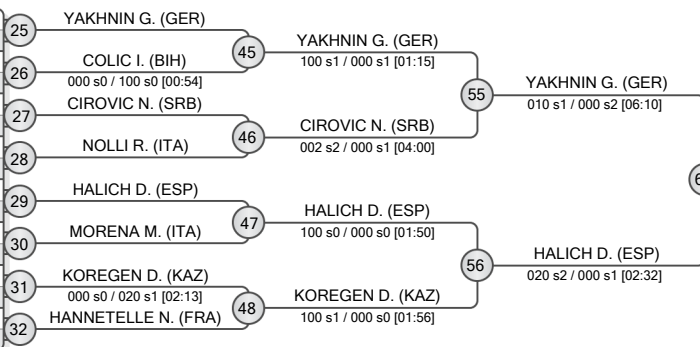 25
YAKHNIN G. (GER)
26
COLIC I. (BIH)
000 s0 / 100 s0 [00:54]
45
YAKHNIN G. (GER)
100 s1 / 000 s1 [01:15]
27
CIROVIC N. (SRB)
28
NOLLI R. (ITA)
46
CIROVIC N. (SRB)
002 s2 / 000 s1 [04:00]
55
YAKHNIN G. (GER)
010 s1 / 000 s2 [06:10]
29
HALICH D. (ESP)
30
MORENA M. (ITA)
47
HALICH D. (ESP)
100 s0 / 000 s0 [01:50]
31
KOREGEN D. (KAZ)
000 s0 / 020 s1 [02:13]
32
HANNETELLE N. (FRA)
48
KOREGEN D. (KAZ)
100 s1 / 000 s0 [01:56]
56
HALICH D. (ESP)
020 s2 / 000 s1 [02:32]